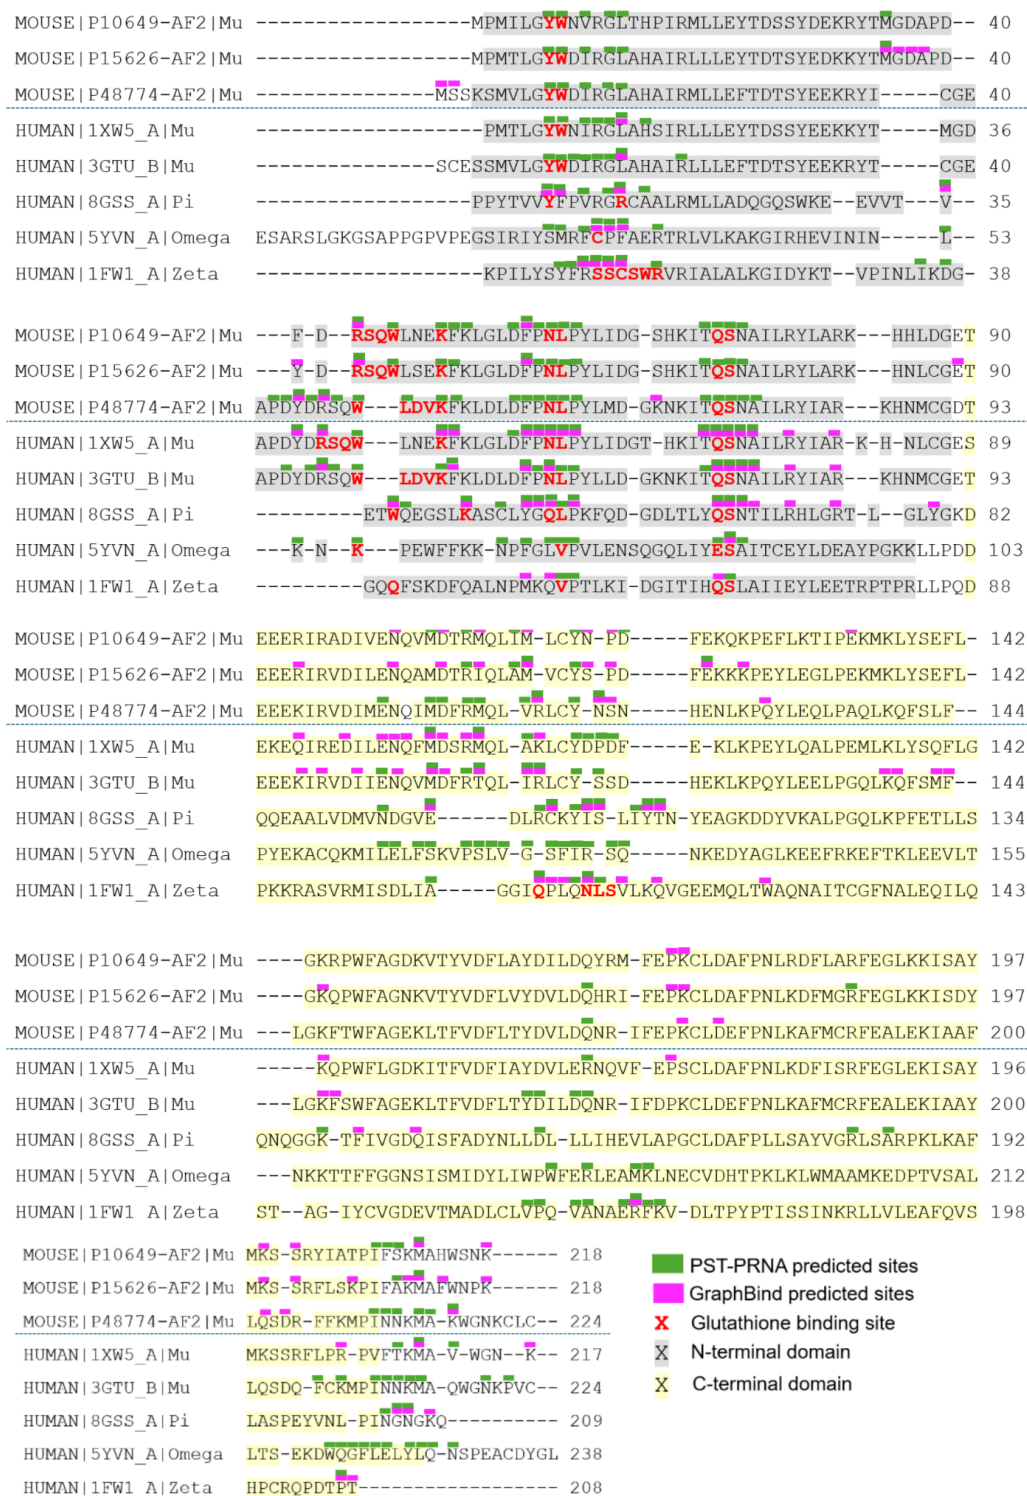 MOUSE|P10649-AF2|Mu ------------------MPMILGYWNVRGLTHPIRMLLEYTDSSYDEKRYTMGDAPD-- 40
MOUSE|P15626-AF2|Mu -------------------PMTLGYWDIRGLAHAIRMLLEYTDSSYEDKKYTMGDAPD-- 40
MOUSE|P48774-AF2|Mu ---------------MSSKSMVLGYWDIRGLAHAIRMLLEFTDTSYEEKRYI-----CGE 40
HUMAN|1XW5_A|Mu -------------------PMTLGYWNIRGLAHSIRLLLEYTDSSYEEKKYT-----MGD 36
HUMAN|3GTU_B|Mu ---------------SCESSMVLGYWDIRGLAHAIRLLLEFTDTSYEEKRYT-----CGE 40
HUMAN|8GSS_A|Pi ------------------PPYTVVYFPVRGRCAALRMLLADQGQSWKE--EVVT---V-- 35
HUMAN|5YVN_A|Omega ESARSLGKGSAPPGPVPEGSIRIYSMRFCPFAERTRLVLKAKGIRHEVININ-----L-- 53
HUMAN|1FW1_A|Zeta -------------------KPILYSYFRSSCSWRVRIALALKGIDYKT--VPINLIKDG- 38
MOUSE|P10649-AF2|Mu ---F-D--RSQWLNEKFKLGLDFPNLPYLIDG-SHKITQSNAILRYLARK---HHLDGET 90
MOUSE|P15626-AF2|Mu ---Y-D--RSQWLSEKFKLGLDFPNLPYLIDG-SHKITQSNAILRYLARK---HNLCGET 90
MOUSE|P48774-AF2|Mu APDYDRSQW---LDVKFKLDLDFPNLPYLMD-GKNKITQSNAILRYIAR----KHNMCGDT 93
HUMAN|1XW5_A|Mu APDYDRSQW---LNEKFKLGLDFPNLPYLIDGT-HKITQSNAILRYIAR-K-H-NLCGES 89
HUMAN|3GTU_B|Mu APDYDRSQW---LDVKFKLDLDFPNLPYLLD-GKNKITQSNAILRYIAR---KHNMCGET 93
HUMAN|8GSS_A|Pi ---------ETWQEGSLKASCLYGQLPKFQD-GDLTLYQSNTILRHLGRT-L--GLYGKD 82
HUMAN|5YVN_A|Omega ---K-N--K---PEWFFKK-NPFGLVPVLENSQGQLIYESAITCEYLDEAYPGKKLLPDD 103
HUMAN|1FW1_A|Zeta ---------GQQFSKDFQALNPMKQVPTLKI-DGITIHQSLAIIEYLEETRPTPRLLPQD 88
MOUSE|P10649-AF2|Mu EEERIRADIVENQVMDTRMQLIM-LCYN-PD-----FEKQKPEFLKTIPEKMKLYSEFL- 142
MOUSE|P15626-AF2|Mu EEERIRVDILENQAMDTRIQLAM-VCYS-PD-----FEKKKPEYLEGLPEKMKLYSEFL- 142
MOUSE|P48774-AF2|Mu EEEKIRVDIMENQIMDFRMQL-VRLCY-NSN-----HENLKPQYLEQLPAQLKQFSLF-- 144
HUMAN|1XW5_A|Mu EKEQIREDILENQFMDSRMQL-AKLCYDPDF-----E-KLKPEYLQALPEMLKLYSQFLG 142
HUMAN|3GTU_B|Mu EEEKIRVDIIENQVMDFRTQL-IRLCY-SSD-----HEKLKPQYLEELPGQLKQFSMF-- 144
HUMAN|8GSS_A|Pi QQEAALVDMVNDGVE------DLRCKYIS-LIYTN-YEAGKDDYVKALPGQLKPFETLLS 134
HUMAN|5YVN_A|Omega PYEKACQKMILELFSKVPSLV-G-SFIR-SQ-----NKEDYAGLKEEFRKEFTKLEEVLT 155
HUMAN|1FW1_A|Zeta PKKRASVRMISDLIA-----GGIQPLQNLSVLKQVGEEMQLTWAQNAITCGFNALEQILQ 143
MOUSE|P10649-AF2|Mu ----GKRPWFAGDKVTYVDFLAYDILDQYRM-FEPKCLDAFPNLRDFLARFEGLKKISAY 197
MOUSE|P15626-AF2|Mu ----GKQPWFAGNKVTYVDFLVYDVLDQHRI-FEPKCLDAFPNLKDFMGRFEGLKKISDY 197
MOUSE|P48774-AF2|Mu ---LGKFTWFAGEKLTFVDFLTYDVLDQNR-IFEPKCLDEFPNLKAFMCRFEALEKIAAF 200
HUMAN|1XW5_A|Mu -----KQPWFLGDKITFVDFIAYDVLERNQVF-EPSCLDAFPNLKDFISRFEGLEKISAY 196
HUMAN|3GTU_B|Mu ---LGKFSWFAGEKLTFVDFLTYDILDQNR-IFDPKCLDEFPNLKAFMCRFEALEKIAAY 200
HUMAN|8GSS_A|Pi QNQGGK-TFIVGDQISFADYNLLDL-LLIHEVLAPGCLDAFPLLSAYVGRLSARPKLKAF 192
HUMAN|5YVN_A|Omega ---NKKTTFFGGNSISMIDYLIWPWFERLEAMKLNECVDHTPKLKLWMAAMKEDPTVSAL 212
HUMAN|1FW1_A|Zeta ST--AG-IYCVGDEVTMADLCLVPQ-VANAERFKV-DLTPYPTISSINKRLLVLEAFQVS 198
MOUSE|P10649-AF2|Mu MKS-SRYIATPIFSKMAHWSNK------ 218
MOUSE|P15626-AF2|Mu MKS-SRFLSKPIFAKMAFWNPK------ 218
MOUSE|P48774-AF2|Mu LQSDR-FFKMPINNKMA-KWGNKCLC-- 224
HUMAN|1XW5_A|Mu MKSSRFLPR-PVFTKMA-V-WGN--K-- 217
HUMAN|3GTU_B|Mu LQSDQ-FCKMPINNKMA-QWGNKPVC-- 224
HUMAN|8GSS_A|Pi LASPEYVNL-PINGNGKQ---------- 209
HUMAN|5YVN_A|Omega LTS-EKDWQGFLELYLQ-NSPEACDYGL 238
HUMAN|1FW1_A|Zeta HPCRQPDTPT----------------- 208
PST-PRNA predicted sites
GraphBind predicted sites
X Glutathione binding site
X N-terminal domain
X C-terminal domain